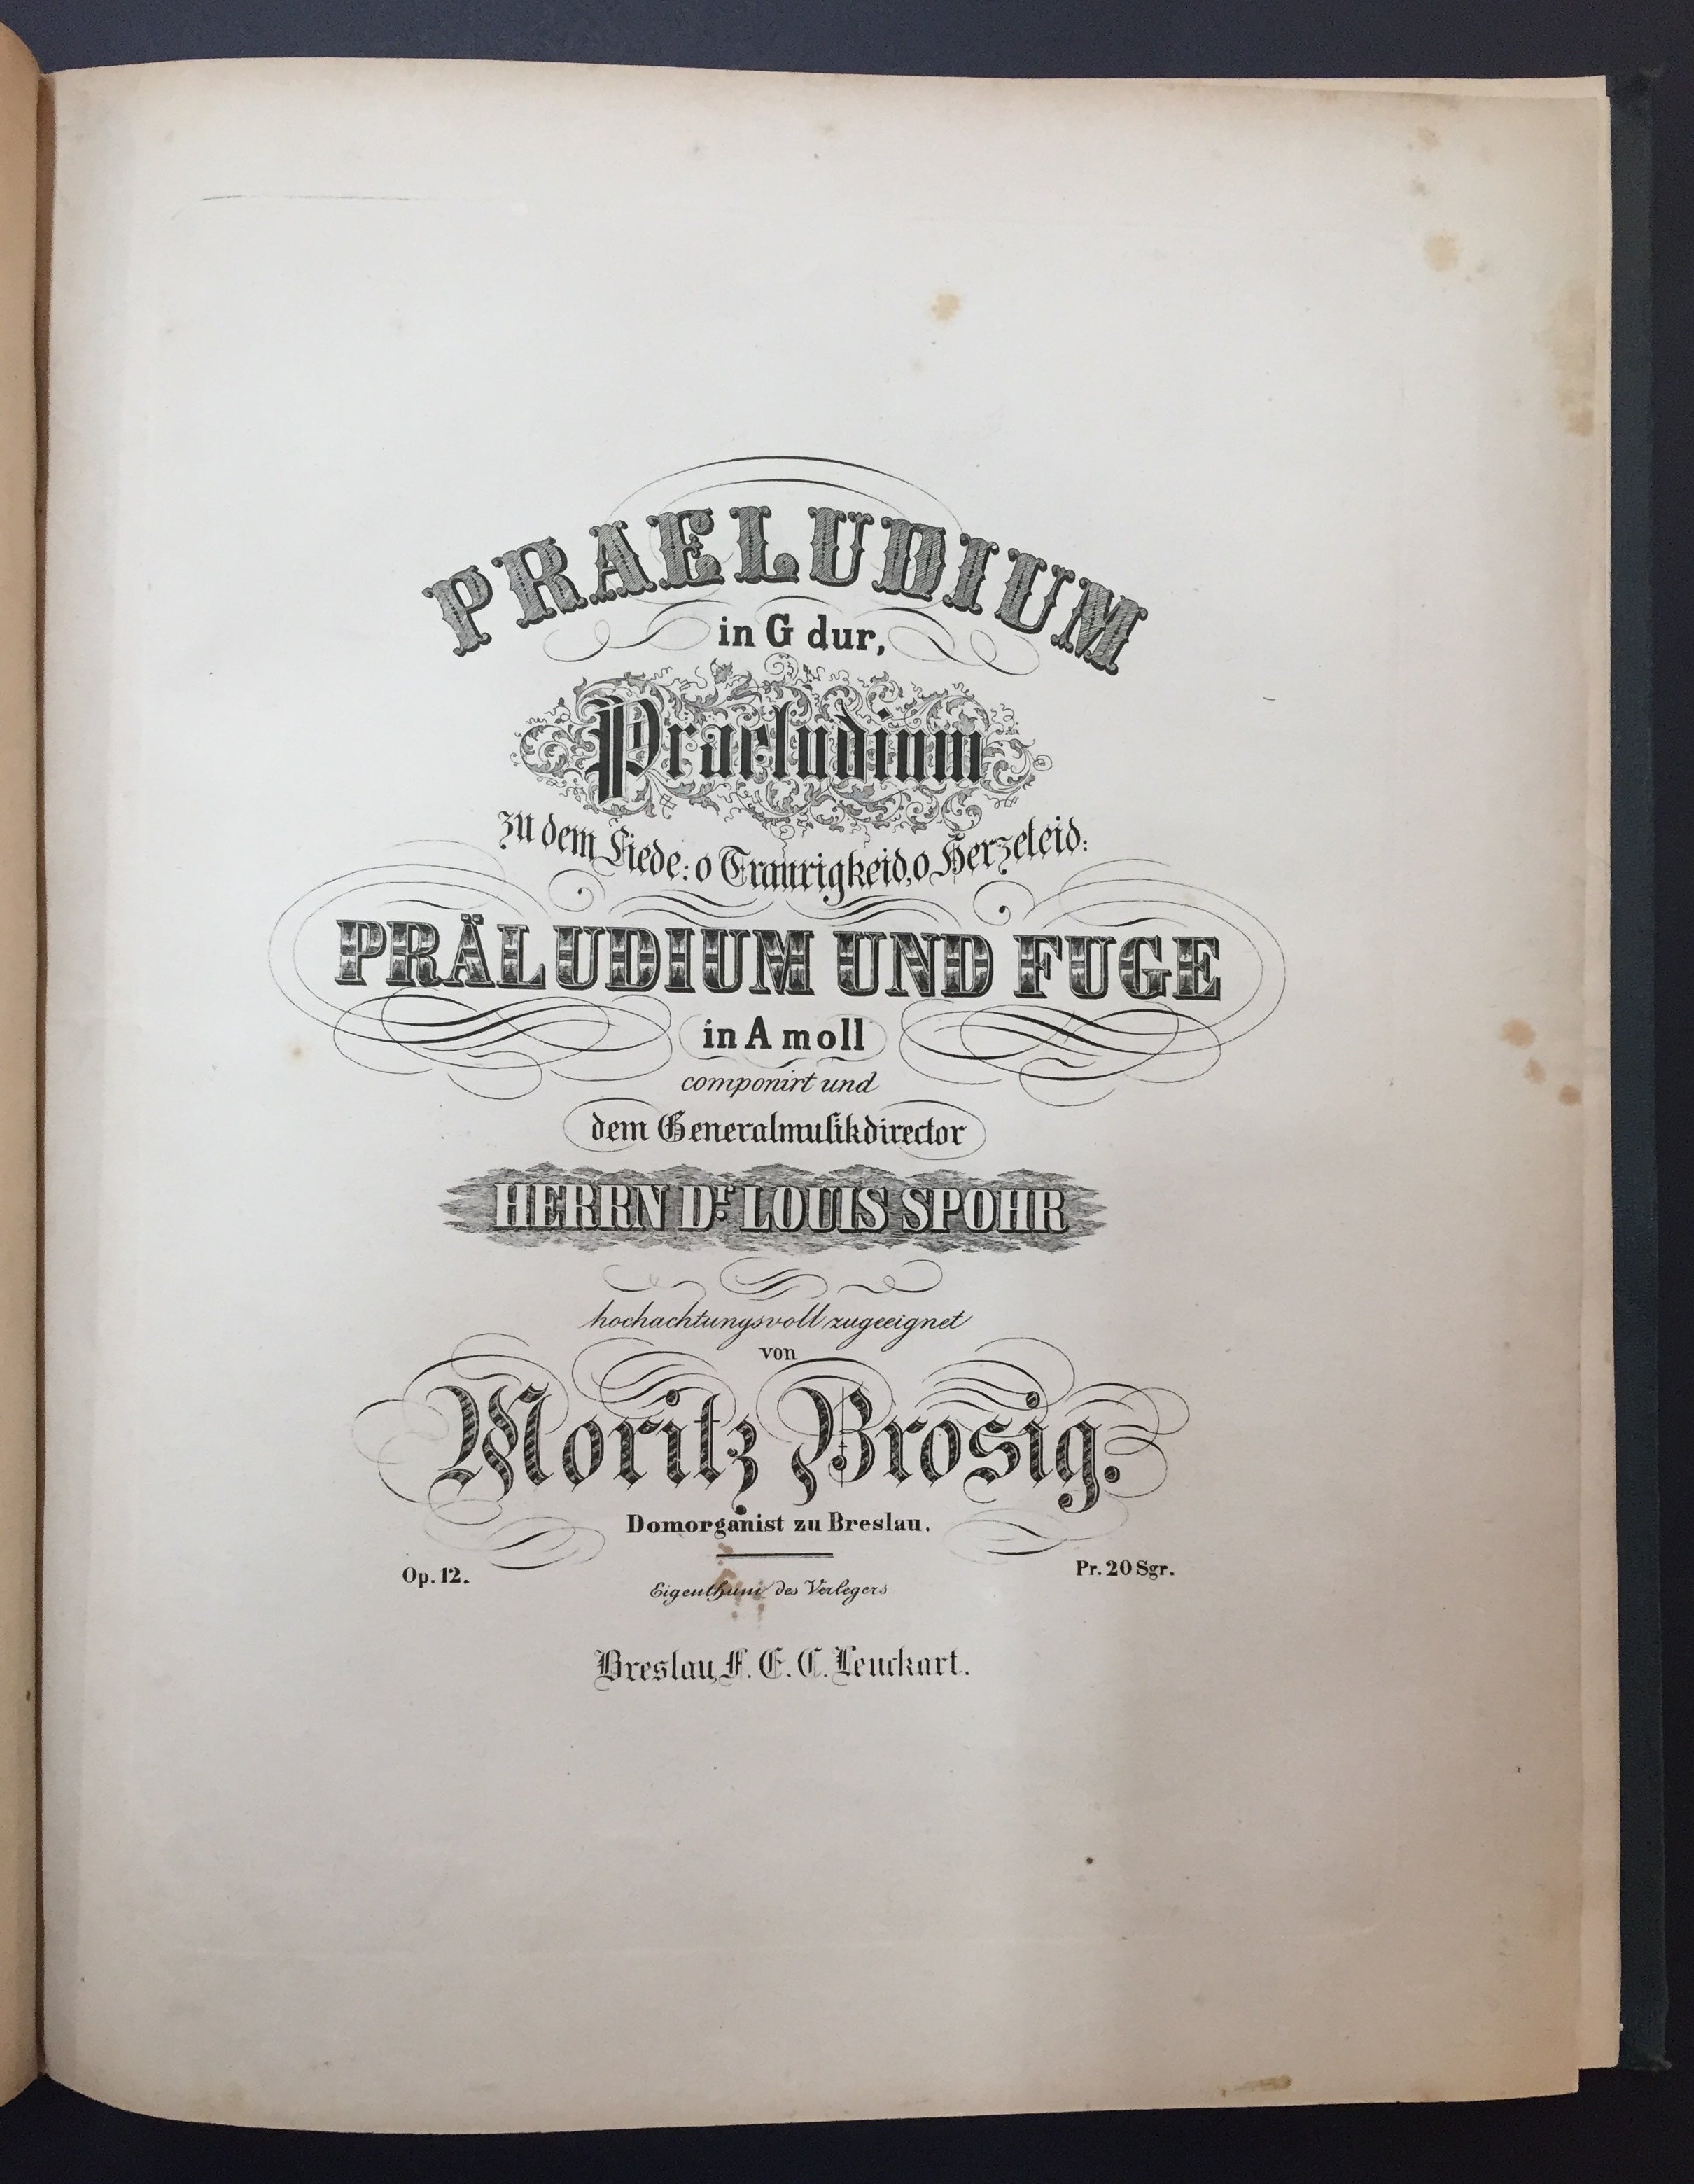 PRAELUDIUM
in G dur,
Praeludium
zu dem Liede: o Traurigkeid, o Herzeleid:
PRÄLUDIUM UND FUGE
in A moll
componirt und
dem Generalmusikdirector
HERRN Dr. LOUIS SPOHR
hochachtungsvoll zugeeignet
von
Moritz Brosig.
Domorganist zu Breslau.
Op. 12.
Pr. 20 Sgr.
Eigenthum des Verlegers
Breslau, F. E. C. Leuckart.